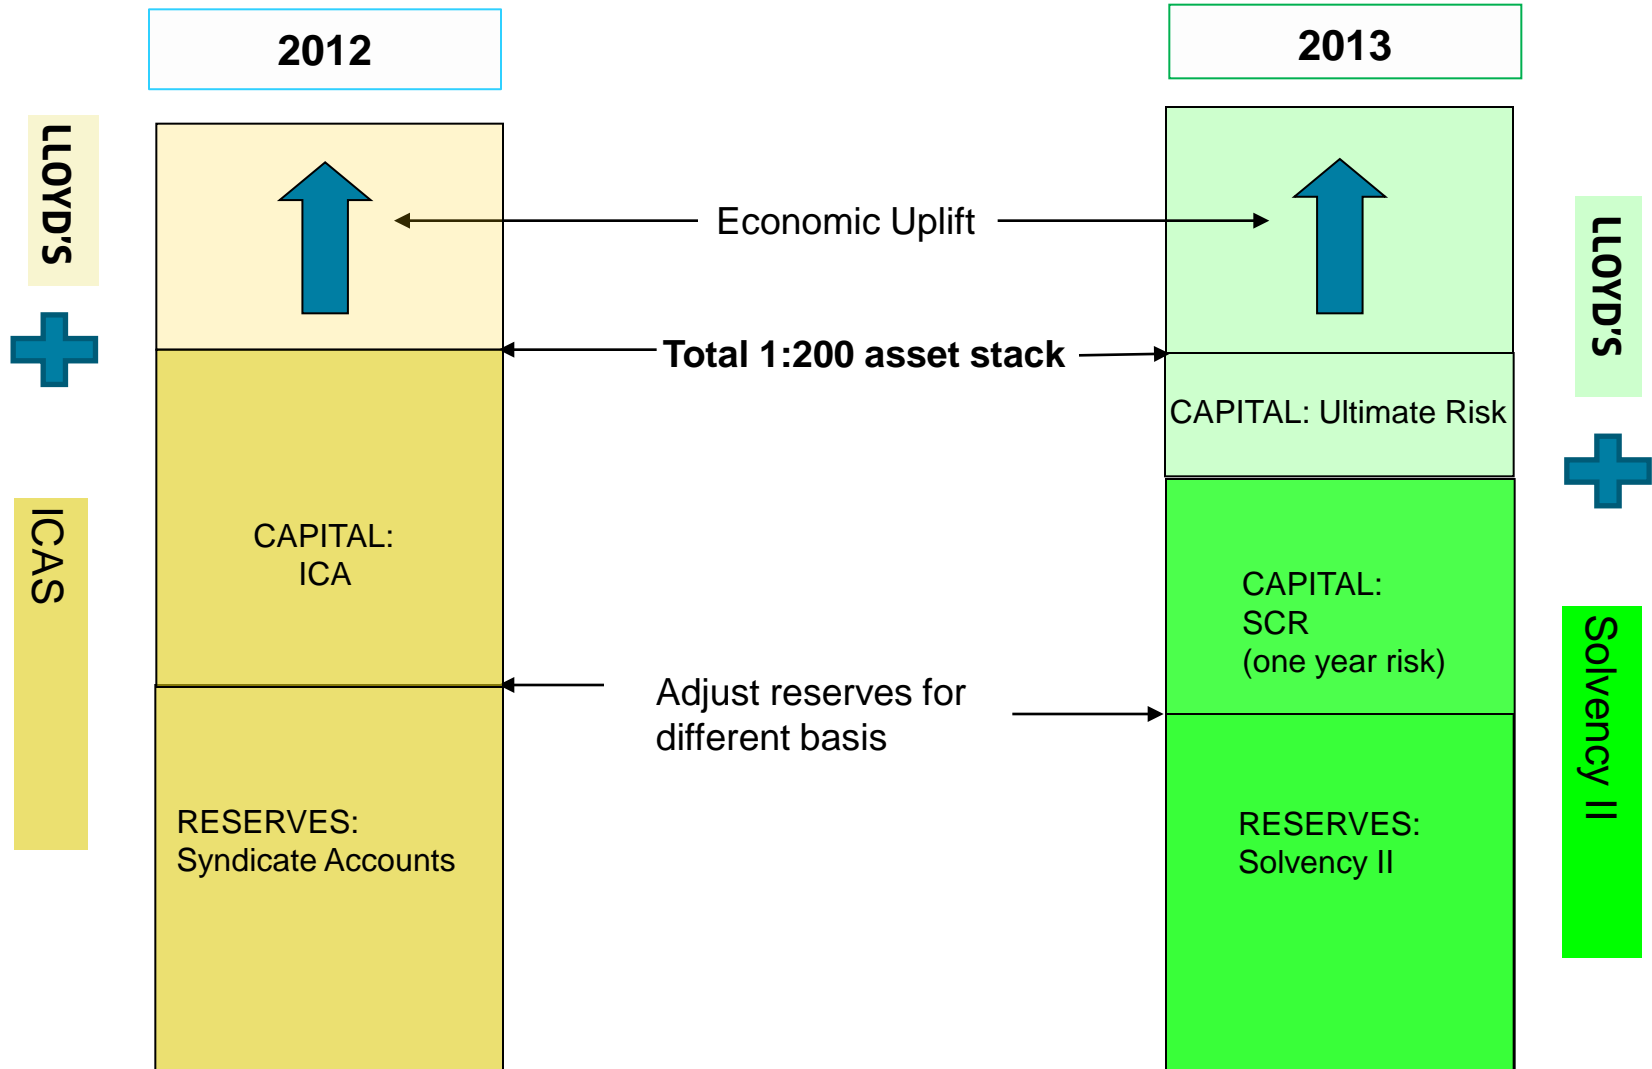 2012
2013
LLOYD'S
LLOYD'S
Economic Uplift
Total 1:200 asset stack
CAPITAL: Ultimate Risk
ICAS
CAPITAL:
ICA
CAPITAL:
SCR
(one year risk)
Solvency II
Adjust reserves for
different basis
RESERVES:
Syndicate Accounts
RESERVES:
Solvency II